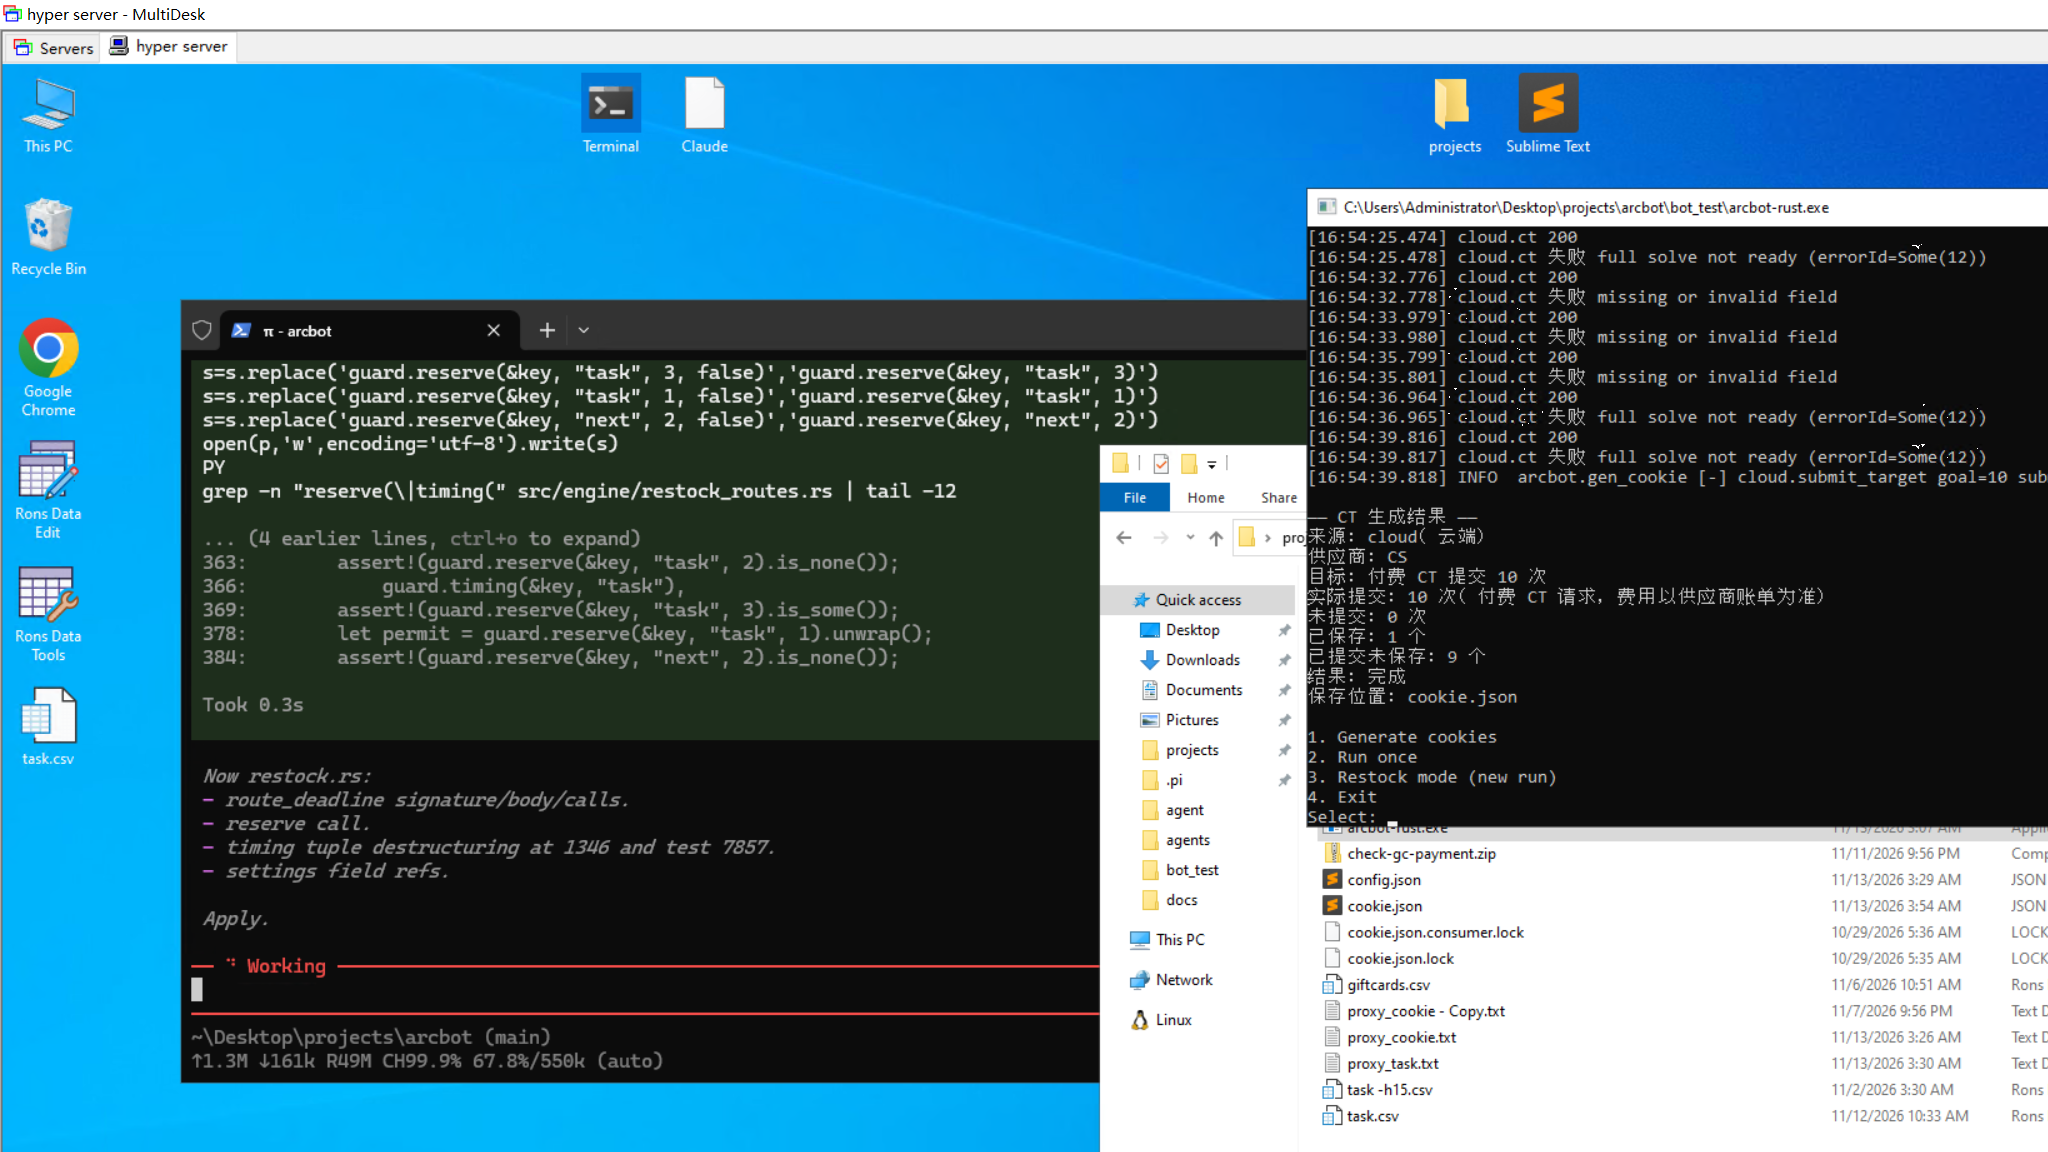 hyper server - MultiDesk
Servers
hyper server
This PC
Recycle Bin
Google
Chrome
Rons Data
Edit
Rons Data
Tools
task.csv
Terminal
Claude
projects
Sublime Text
π - arcbot
s=s.replace('guard.reserve(&key, "task", 3, false)','guard.reserve(&key, "task", 3)')
s=s.replace('guard.reserve(&key, "task", 1, false)','guard.reserve(&key, "task", 1)')
s=s.replace('guard.reserve(&key, "next", 2, false)','guard.reserve(&key, "next", 2)')
open(p,'w',encoding='utf-8').write(s)
PY
grep -n "reserve(\|timing(" src/engine/restock_routes.rs | tail -12
... (4 earlier lines, ctrl+o to expand)
363:        assert!(guard.reserve(&key, "task", 2).is_none());
366:            guard.timing(&key, "task"),
369:        assert!(guard.reserve(&key, "task", 3).is_some());
378:        let permit = guard.reserve(&key, "task", 1).unwrap();
384:        assert!(guard.reserve(&key, "next", 2).is_none());
Took 0.3s
Now restock.rs:
- route_deadline signature/body/calls.
- reserve call.
- timing tuple destructuring at 1346 and test 7857.
- settings field refs.
Apply.
Working
~\Desktop\projects\arcbot (main)
↑1.3M ↓161k R49M CH99.9% 67.8%/550k (auto)
File
Home
Share
Quick access
Desktop
Downloads
Documents
Pictures
projects
.pi
agent
agents
bot_test
docs
This PC
Network
Linux
C:\Users\Administrator\Desktop\projects\arcbot\bot_test\arcbot-rust.exe
[16:54:25.474] cloud.ct 200
[16:54:25.478] cloud.ct 失败 full solve not ready (errorId=Some(12))
[16:54:32.776] cloud.ct 200
[16:54:32.778] cloud.ct 失败 missing or invalid field
[16:54:33.979] cloud.ct 200
[16:54:33.980] cloud.ct 失败 missing or invalid field
[16:54:35.799] cloud.ct 200
[16:54:35.801] cloud.ct 失败 missing or invalid field
[16:54:36.964] cloud.ct 200
[16:54:36.965] cloud.ct 失败 full solve not ready (errorId=Some(12))
[16:54:39.816] cloud.ct 200
[16:54:39.817] cloud.ct 失败 full solve not ready (errorId=Some(12))
[16:54:39.818] INFO  arcbot.gen_cookie [-] cloud.submit_target goal=10 sub
—— CT 生成结果 ——
来源: cloud( 云端)
供应商: CS
目标: 付费 CT 提交 10 次
实际提交: 10 次( 付费 CT 请求，费用以供应商账单为准)
未提交: 0 次
已保存: 1 个
已提交未保存: 9 个
结果: 完成
保存位置: cookie.json
1. Generate cookies
2. Run once
3. Restock mode (new run)
4. Exit
Select:
arcbot-rust.exe 11/13/2026 3:07 AM
check-gc-payment.zip 11/11/2026 9:56 PM Comp
config.json 11/13/2026 3:29 AM JSON
cookie.json 11/13/2026 3:54 AM JSON
cookie.json.consumer.lock 10/29/2026 5:36 AM LOCK
cookie.json.lock 10/29/2026 5:35 AM LOCK
giftcards.csv 11/6/2026 10:51 AM Rons
proxy_cookie - Copy.txt 11/7/2026 9:56 PM Text D
proxy_cookie.txt 11/13/2026 3:26 AM Text D
proxy_task.txt 11/13/2026 3:30 AM Text D
task -h15.csv 11/2/2026 3:30 AM Rons
task.csv 11/12/2026 10:33 AM Rons